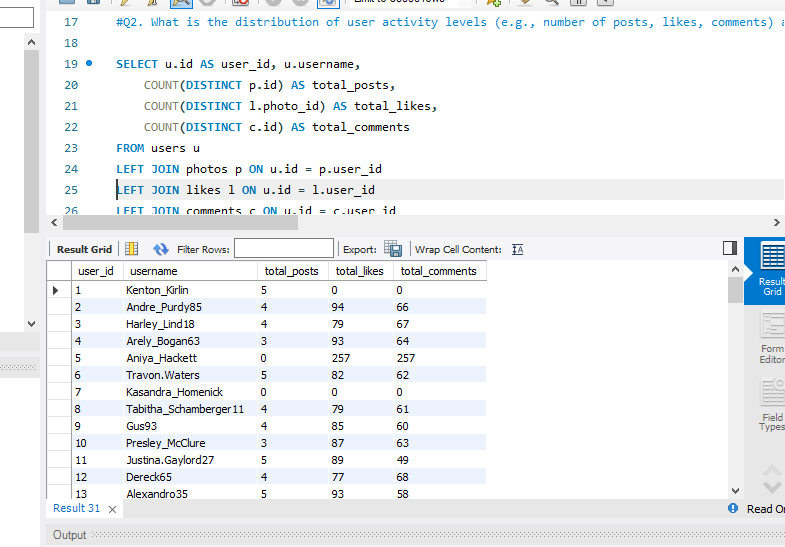 Limit to 5000000 rows
17 #Q2. What is the distribution of user activity levels (e.g., number of posts, likes, comments) a
18
19 SELECT u.id AS user_id, u.username,
20 COUNT(DISTINCT p.id) AS total_posts,
21 COUNT(DISTINCT l.photo_id) AS total_likes,
22 COUNT(DISTINCT c.id) AS total_comments
23 FROM users u
24 LEFT JOIN photos p ON u.id = p.user_id
25 LEFT JOIN likes l ON u.id = l.user_id
26 LEFT JOIN comments c ON u.id = c.user_id
Result Grid Filter Rows: Export: Wrap Cell Content:
user_id username total_posts total_likes total_comments
1 Kenton_Kirlin 5 0 0
2 Andre_Purdy85 4 94 66
3 Harley_Lind18 4 79 67
4 Arely_Bogan63 3 93 64
5 Aniya_Hackett 0 257 257
6 Travon.Waters 5 82 62
7 Kasandra_Homenick 0 0 0
8 Tabitha_Schamberger11 4 79 61
9 Gus93 4 85 60
10 Presley_McClure 3 87 63
11 Justina.Gaylord27 5 89 49
12 Dereck65 4 77 68
13 Alexandro35 5 93 58
Result
Grid
Form
Editor
Field
Types
Result 31 Read On
Output